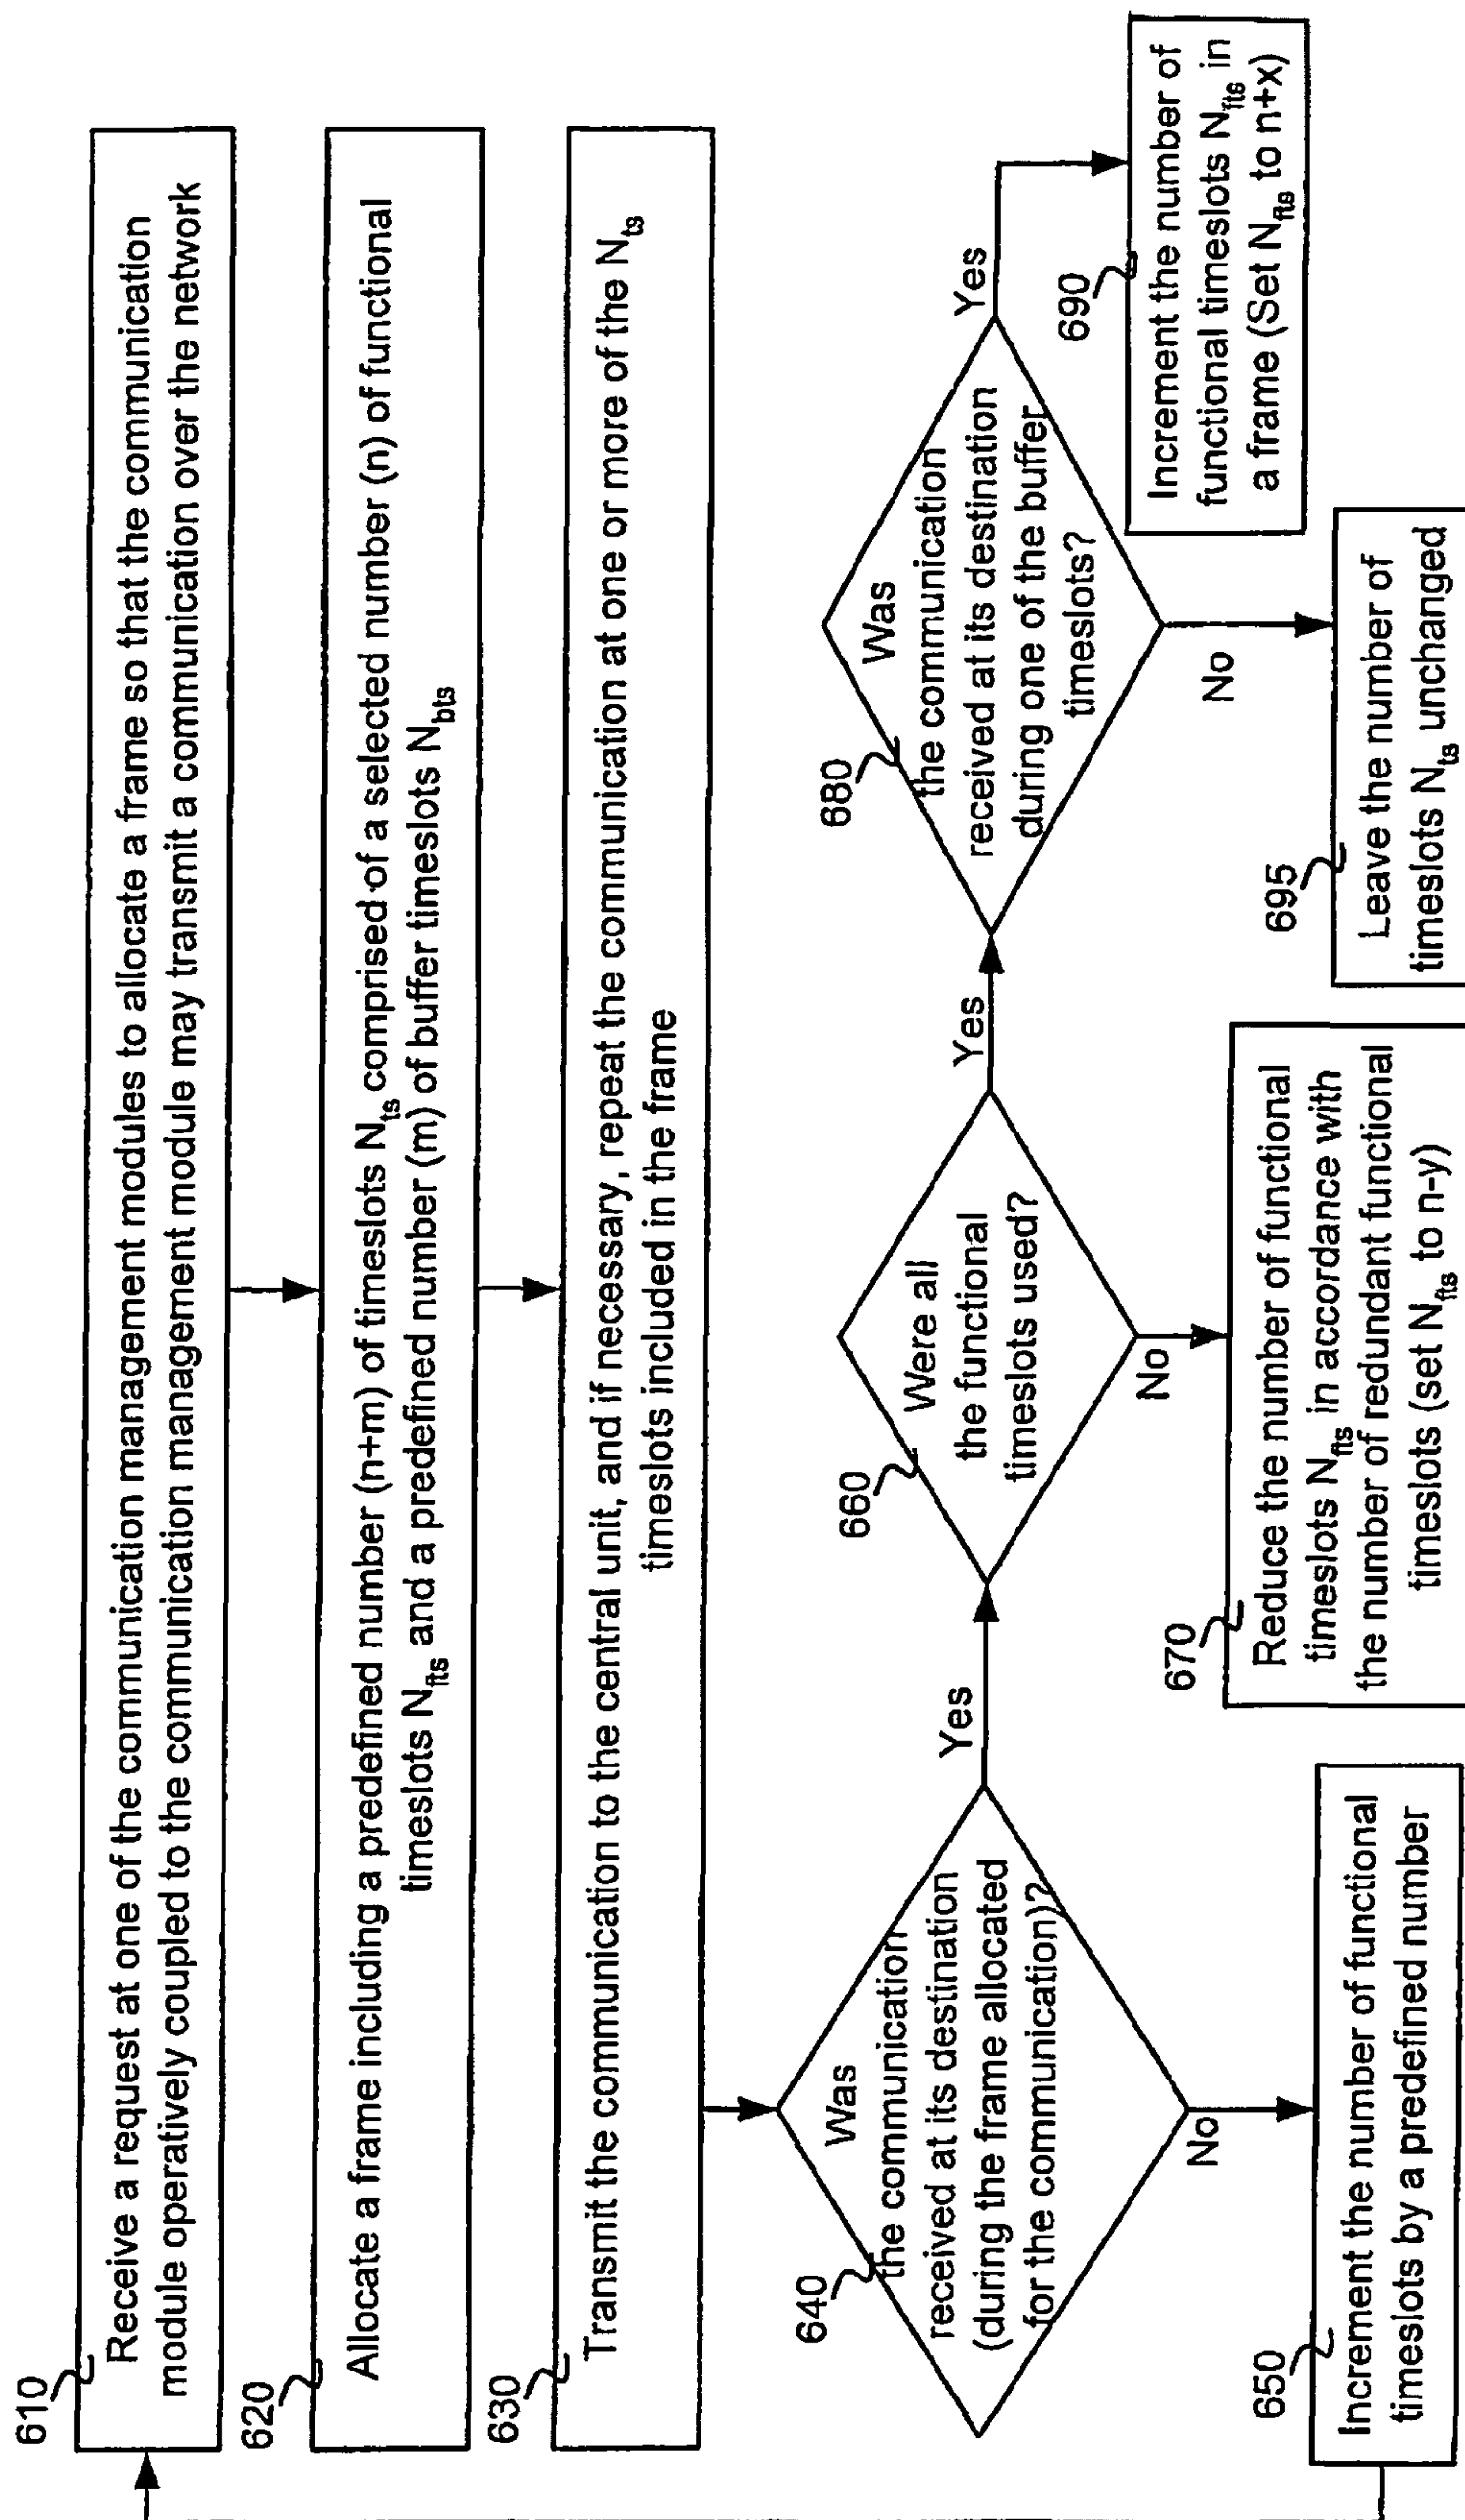 610
Receive a request at one of the communication management modules to allocate a frame so that the communication
module operatively coupled to the communication management module may transmit a communication over the network
620
Allocate a frame including a predefined number (n+m) of timeslots Nts comprised of a selected number (n) of functional
timeslots Nfts and a predefined number (m) of buffer timeslots Nbts
630
Transmit the communication to the central unit, and if necessary, repeat the communication at one or more of the Nts
timeslots included in the frame
640
Was
the communication
received at its destination
(during the frame allocated
for the communication)?
Yes
No
650
Increment the number of functional
timeslots by a predefined number
660
Were all
the functional
timeslots used?
Yes
No
670
Reduce the number of functional
timeslots Nfts in accordance with
the number of redundant functional
timeslots (set Nfts to n-y)
680
Was
the communication
received at its destination
during one of the buffer
timeslots?
Yes
No
690
Increment the number of
functional timeslots Nfts in
a frame (Set Nfts to n+x)
695
Leave the number of
timeslots Nts unchanged